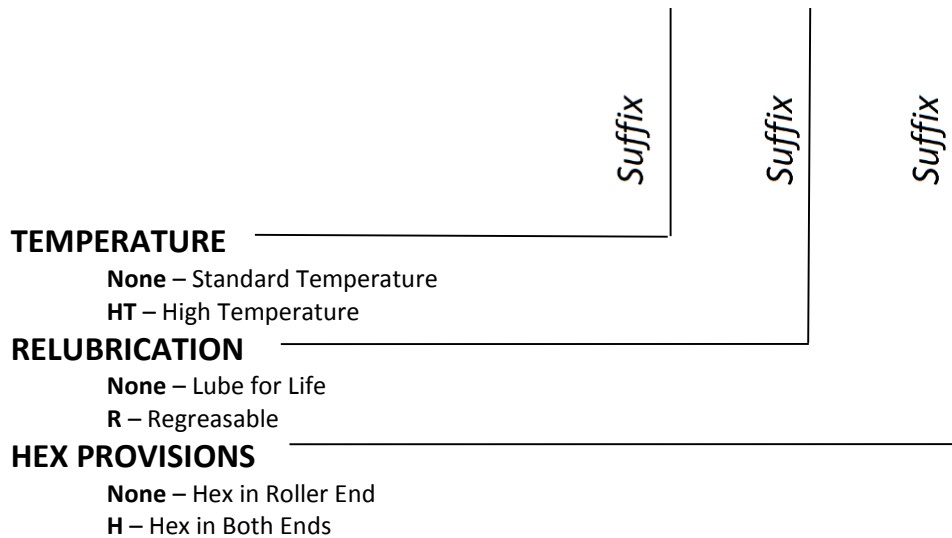 Suffix
Suffix
Suffix
TEMPERATURE
None – Standard Temperature
HT – High Temperature
RELUBRICATION
None – Lube for Life
R – Regreasable
HEX PROVISIONS
None – Hex in Roller End
H – Hex in Both Ends